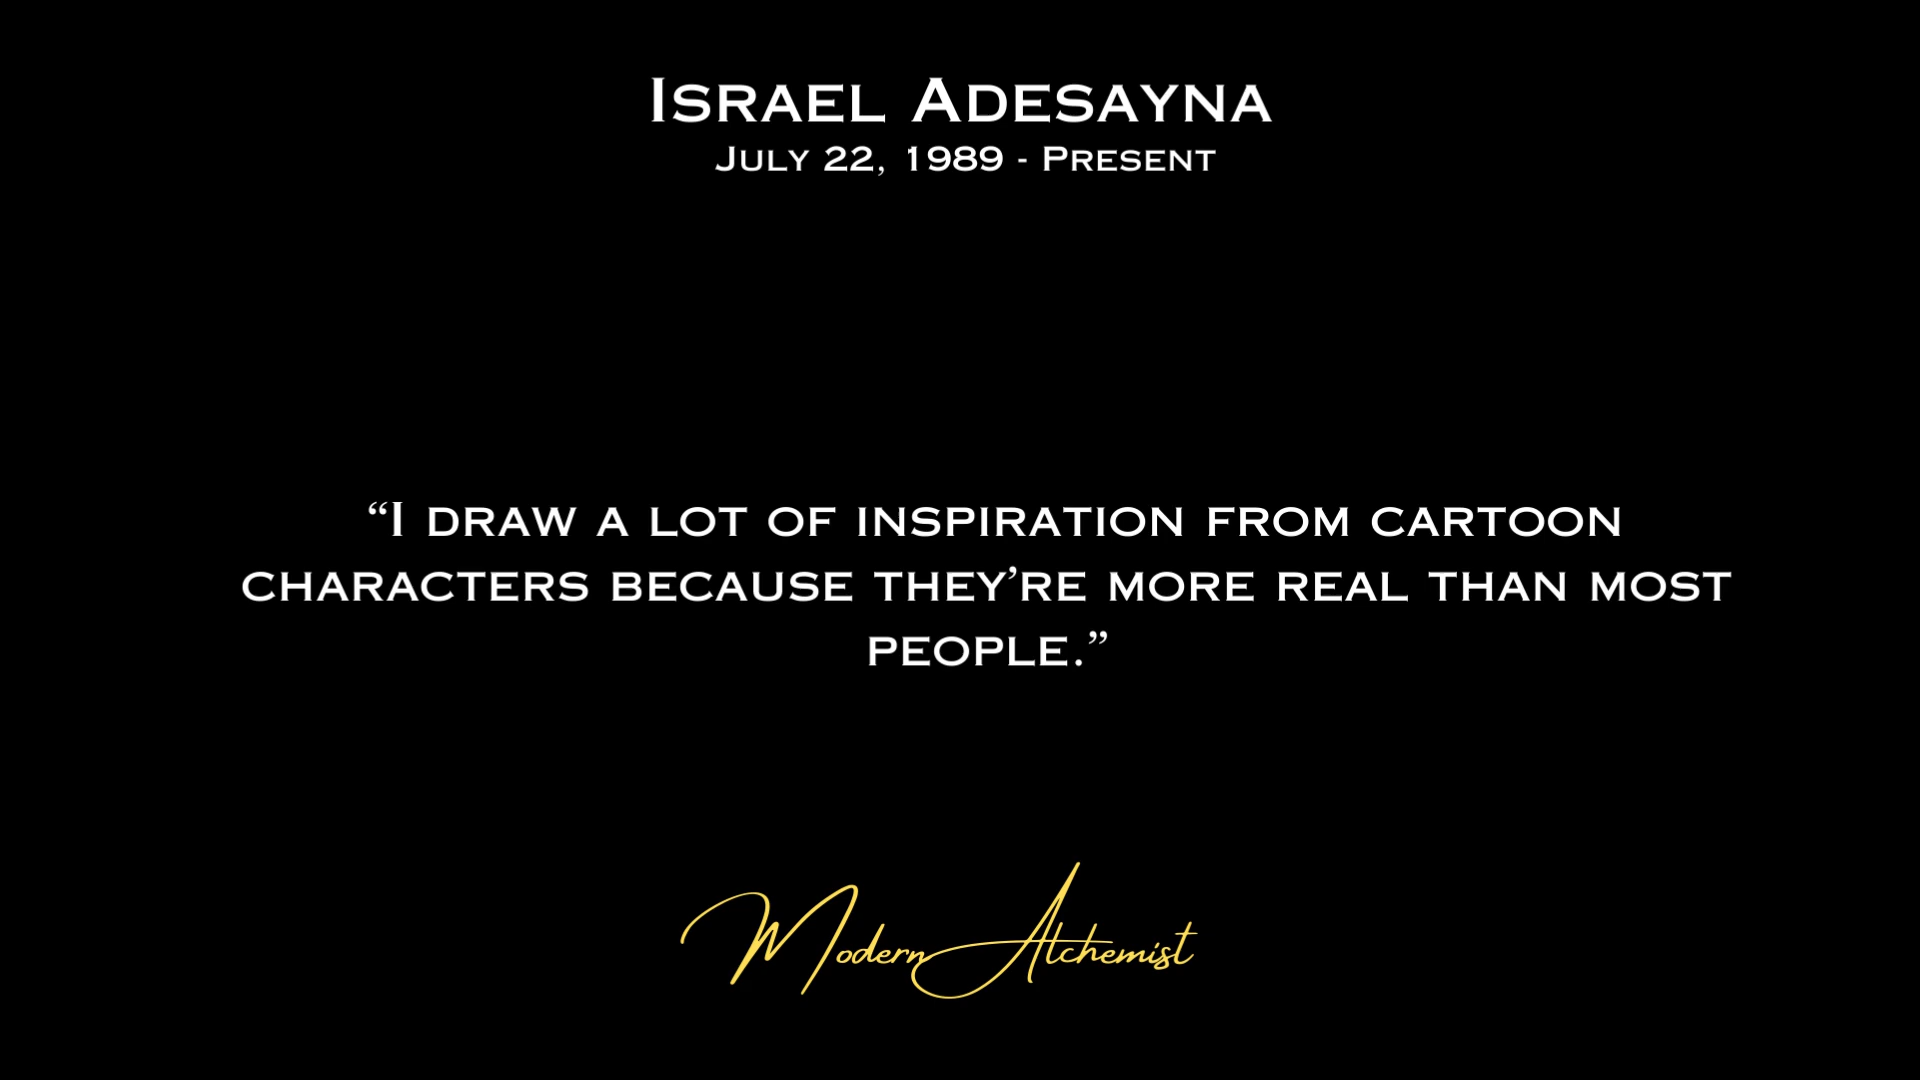 Israel Adesayna
July 22, 1989 - Present
“I draw a lot of inspiration from cartoon
characters because they’re more real than most
people.”
Modern Alchemist